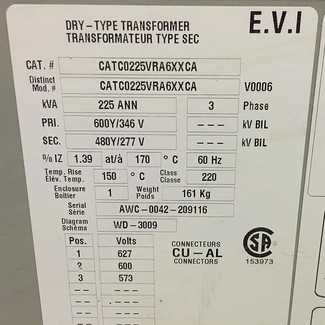 DRY-TYPE TRANSFORMER E.V.I
TRANSFORMATEUR TYPE SEC
CAT. # CATC0225VRA6XXCA
Distinct Mod. # CATC0225VRA6XXCA V0006
kVA 225 ANN 3 Phase
PRI. 600Y/346 V --- kV BIL
SEC. 480Y/277 V --- kV BIL
% IZ 1.39 at/à 170 °C 60 Hz
Temp. Rise Élev. Temp. 150 °C Class Classe 220
Enclosure Boîtier 1 Weight Poids 161 Kg
Serial Série AWC-0042-209116
Diagram Schéma WD-3009
Pos. Volts
1 627
2 600
3 573
--- ---
--- ---
--- ---
CONNECTEURS
CU-AL
CONNECTORS
SA
153973